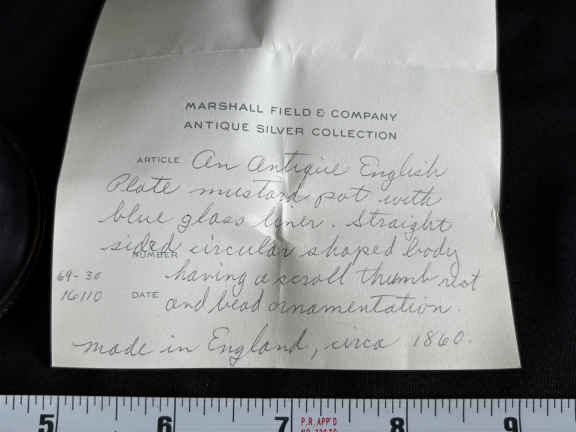 MARSHALL FIELD & COMPANY
ANTIQUE SILVER COLLECTION
ARTICLE An Antique English
Plate mustard pot with
blue glass liner. Straight
sided circular shaped body
NUMBER
69-30 having a scroll thumb rest
16110 DATE and bead ornamentation.
made in England, circa 1860.
5 6 7 8 9
P.R. APP'D